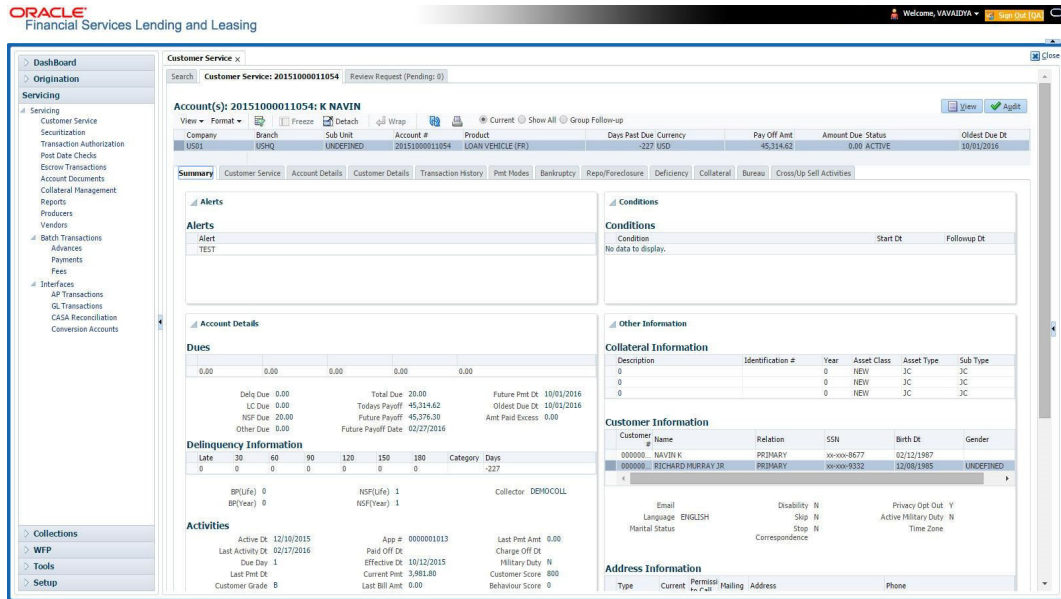 ORACLE
Financial Services Lending and Leasing
Welcome, VAVAIDYA
Sign Out [QA]
Close
DashBoard
Origination
Servicing
Servicing
Customer Service
Securitization
Transaction Authorization
Post Date Checks
Escrow Transactions
Account Documents
Collateral Management
Reports
Producers
Vendors
Batch Transactions
Advances
Payments
Fees
Interfaces
AP Transactions
GL Transactions
CASA Reconciliation
Conversion Accounts
Collections
WFP
Tools
Setup
Customer Service x
Search Customer Service: 20151000011054 Review Request (Pending: 0)
Account(s): 20151000011054: K NAVIN
View Audit
View Format Freeze Detach Wrap Current Show All Group Follow-up
Company Branch Sub Unit Account # Product Days Past Due Currency Pay Off Amt Amount Due Status Oldest Due Dt
US01 USHQ UNDEFINED 20151000011054 LOAN VEHICLE (FR) -227 USD 45,314.62 0.00 ACTIVE 10/01/2016
Summary Customer Service Account Details Customer Details Transaction History Pmt Modes Bankruptcy Repo/Foreclosure Deficiency Collateral Bureau Cross/Up Sell Activities
Alerts
Alerts
Alert
TEST
Conditions
Conditions
Condition Start Dt Followup Dt
No data to display.
Account Details
Dues
0.00 0.00 0.00 0.00 0.00
Delq Due 0.00 Total Due 20.00 Future Pmt Dt 10/01/2016
LC Due 0.00 Todays Payoff 45,314.62 Oldest Due Dt 10/01/2016
NSF Due 20.00 Future Payoff 45,376.30 Amt Paid Excess 0.00
Other Due 0.00 Future Payoff Date 02/27/2016
Delinquency Information
Late 30 60 90 120 150 180 Category Days
0 0 0 0 0 0 0 -227
BP(Life) 0 NSF(Life) 1 Collector DEMOCOLL
BP(Year) 0 NSF(Year) 1
Activities
Active Dt 12/10/2015 App # 0000001013 Last Pmt Amt 0.00
Last Activity Dt 02/17/2016 Paid Off Dt Charge Off Dt
Due Day 1 Effective Dt 10/12/2015 Military Duty N
Last Pmt Dt Current Pmt 3,981.80 Customer Score 800
Customer Grade B Last Bill Amt 0.00 Behaviour Score 0
Other Information
Collateral Information
Description Identification # Year Asset Class Asset Type Sub Type
0 0 NEW JC JC
0 0 NEW JC JC
0 0 NEW JC JC
Customer Information
Customer # Name Relation SSN Birth Dt Gender
000000... NAVIN K PRIMARY xx-xxx-8677 02/12/1987
000000... RICHARD MURRAY JR PRIMARY xx-xxx-9332 12/08/1985 UNDEFINED
Email Disability N Privacy Opt Out Y
Language ENGLISH Skip N Active Military Duty N
Marital Status Stop Correspondence N Time Zone
Address Information
Type Current Permissi to Call Mailing Address Phone